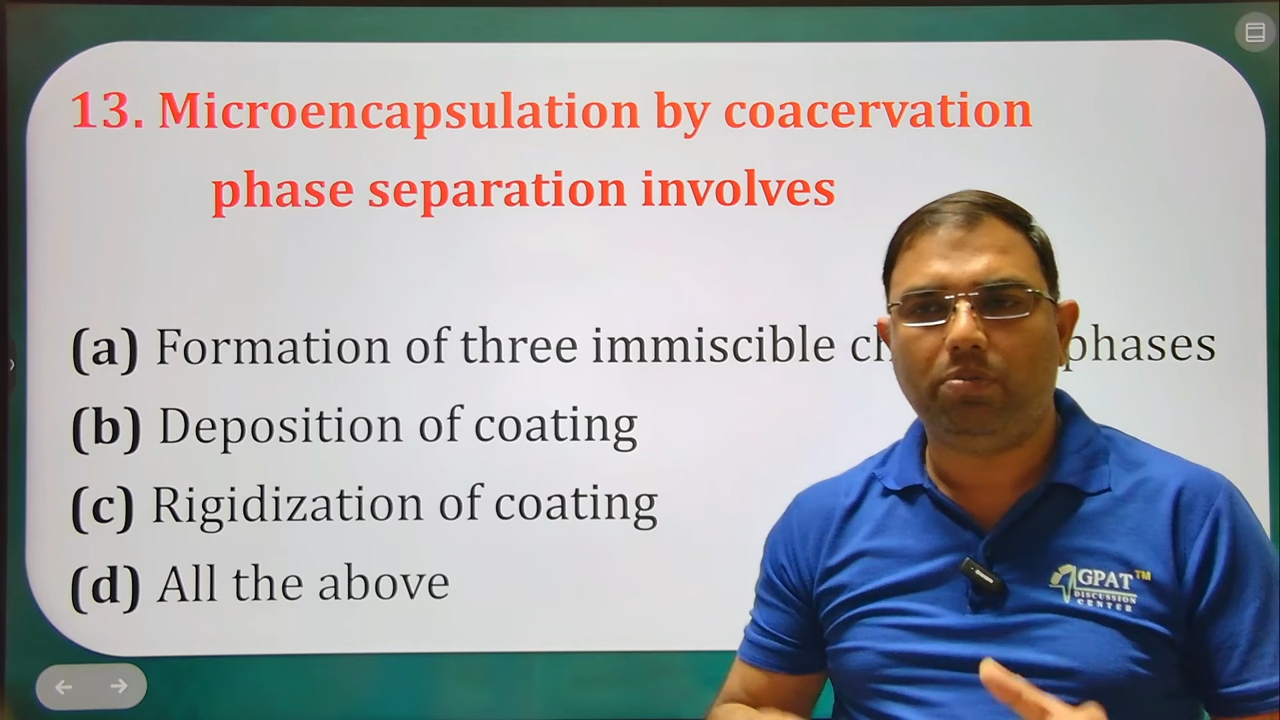 13. Microencapsulation by coacervation
phase separation involves
(a) Formation of three immiscible phases
(b) Deposition of coating
(c) Rigidization of coating
(d) All the above
GPAT™
DISCUSSION
CENTER